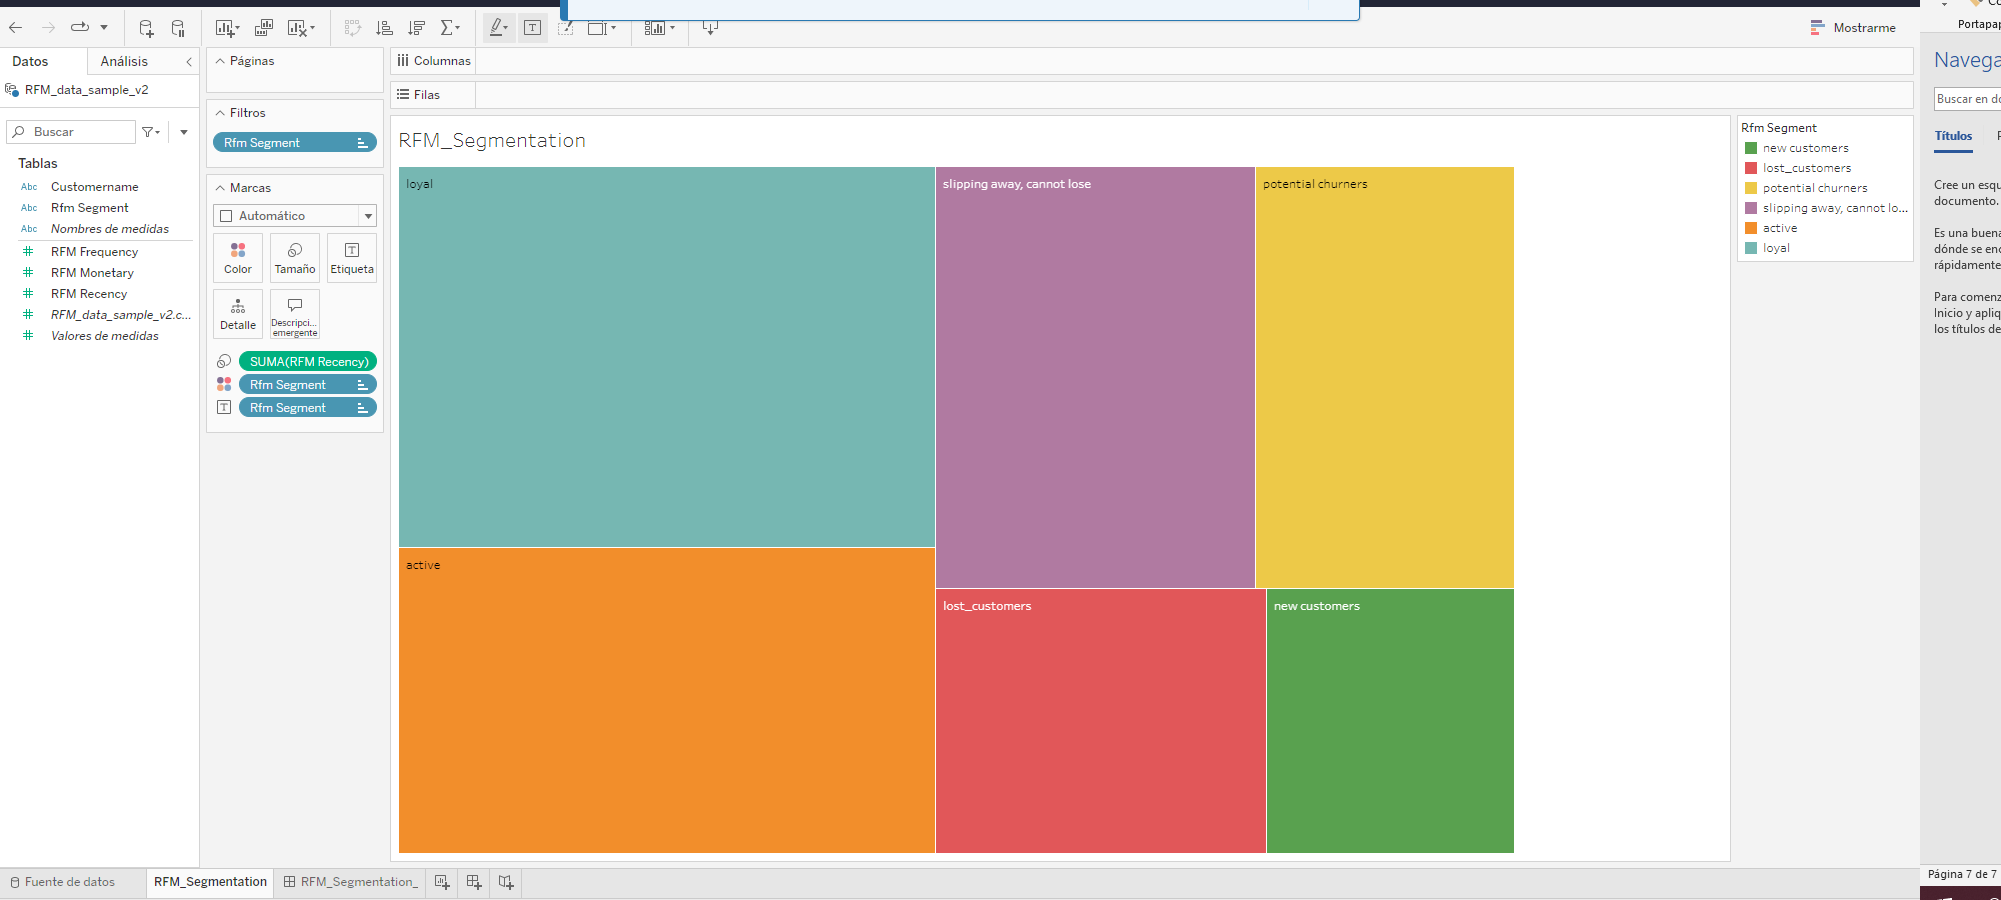 Mostrarme
Portapap
Datos
Análisis
RFM_data_sample_v2
Buscar
Tablas
Abc Customername
Abc Rfm Segment
Abc Nombres de medidas
RFM Frequency
RFM Monetary
RFM Recency
RFM_data_sample_v2.c...
Valores de medidas
Páginas
Filtros
Rfm Segment
Marcas
Automático
Color
Tamaño
Etiqueta
Detalle
Descripci...
emergente
SUMA(RFM Recency)
Rfm Segment
Rfm Segment
Columnas
Filas
RFM_Segmentation
loyal
slipping away, cannot lose
potential churners
active
lost_customers
new customers
Rfm Segment
new customers
lost_customers
potential churners
slipping away, cannot lo...
active
loyal
Navega
Buscar en do
Títulos
P
Cree un esqu
documento.
Es una buena
dónde se enc
rápidamente
Para comenz
Inicio y apliq
los títulos de
Fuente de datos
RFM_Segmentation
RFM_Segmentation_
Página 7 de 7